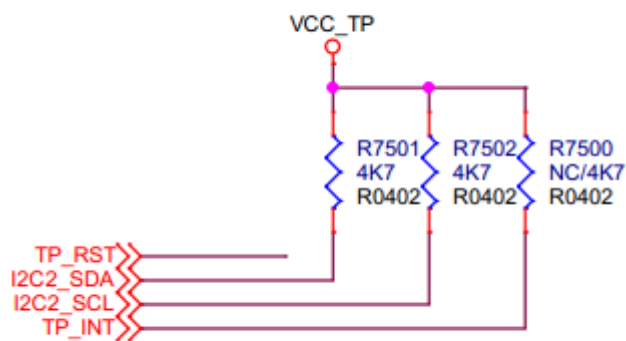 VCC_TP
R7501
4K7
R0402
R7502
4K7
R0402
R7500
NC/4K7
R0402
TP_RST
I2C2_SDA
I2C2_SCL
TP_INT